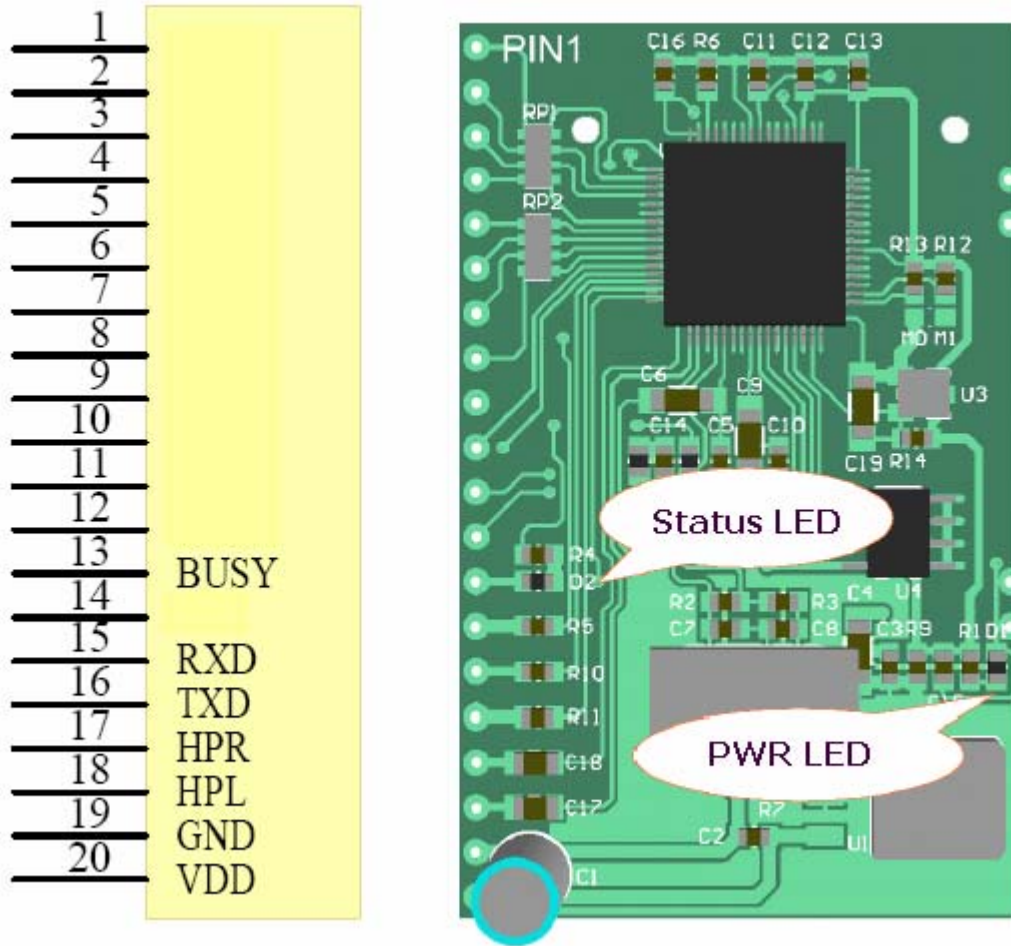 1
2
3
4
5
6
7
8
9
10
11
12
13
BUSY
14
15
RXD
16
TXD
17
HPR
18
HPL
19
GND
20
VDD
PIN1
C16 R6 C11 C12 C13
RP1
RP2
R13 R12
M0 M1
C6
C9
U3
C14 C5 C10
C19 R14
Status LED
R4
D2
U4
R2 R3 C4
R5 C7 C8 C3 R9 R1 D1
R10
R11
PWR LED
C18
C17
R7
C2 U1
C1